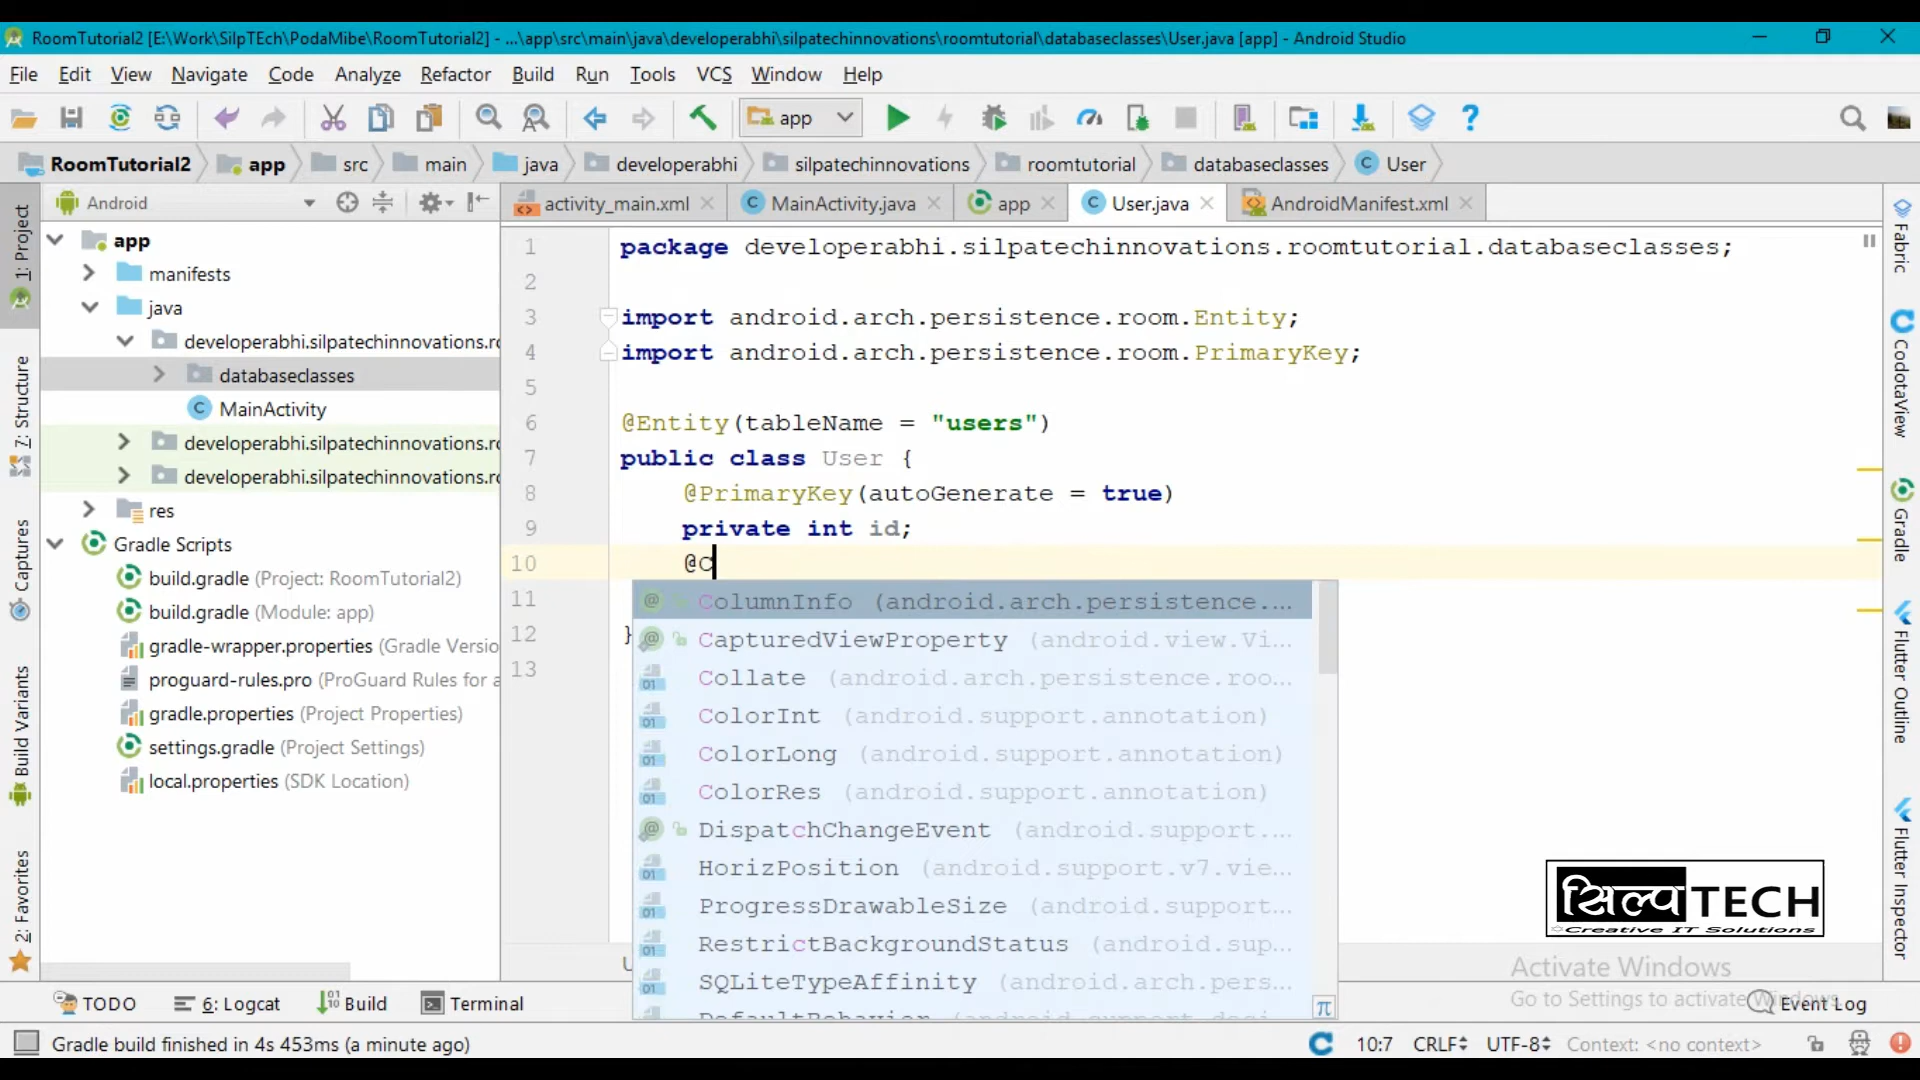 RoomTutorial2 [E:\Work\SilpTEch\PodaMibe\RoomTutorial2] - ...\app\src\main\java\developerabhi\silpatechinnovations\roomtutorial\databaseclasses\User.java [app] - Android Studio
File Edit View Navigate Code Analyze Refactor Build Run Tools VCS Window Help
app
RoomTutorial2 app src main java developerabhi silpatechinnovations roomtutorial databaseclasses User
Android
activity_main.xml MainActivity.java app User.java AndroidManifest.xml
1: Project
7: Structure
Captures
Build Variants
2: Favorites
app
manifests
java
developerabhi.silpatechinnovations.ro
databaseclasses
MainActivity
developerabhi.silpatechinnovations.ro
developerabhi.silpatechinnovations.ro
res
Gradle Scripts
build.gradle (Project: RoomTutorial2)
build.gradle (Module: app)
gradle-wrapper.properties (Gradle Versio
proguard-rules.pro (ProGuard Rules for a
gradle.properties (Project Properties)
settings.gradle (Project Settings)
local.properties (SDK Location)
1 package developerabhi.silpatechinnovations.roomtutorial.databaseclasses;
2
3 import android.arch.persistence.room.Entity;
4 import android.arch.persistence.room.PrimaryKey;
5
6 @Entity(tableName = "users")
7 public class User {
8 @PrimaryKey(autoGenerate = true)
9 private int id;
10 @C
11
12 }
13
ColumnInfo (android.arch.persistence....
CapturedViewProperty (android.view.Vi...
Collate (android.arch.persistence.roo...
ColorInt (android.support.annotation)
ColorLong (android.support.annotation)
ColorRes (android.support.annotation)
DispatchChangeEvent (android.support....
HorizPosition (android.support.v7.vie...
ProgressDrawableSize (android.support...
RestrictBackgroundStatus (android.sup...
SQLiteTypeAffinity (android.arch.pers...
π
Fabric
CodotaView
Gradle
Flutter Outline
Flutter Inspector
सिल्पTECH
Creative IT Solutions
Activate Windows
Go to Settings to activate Windows.
TODO 6: Logcat Build Terminal Event Log
Gradle build finished in 4s 453ms (a minute ago) 10:7 CRLF UTF-8 Context: <no context>